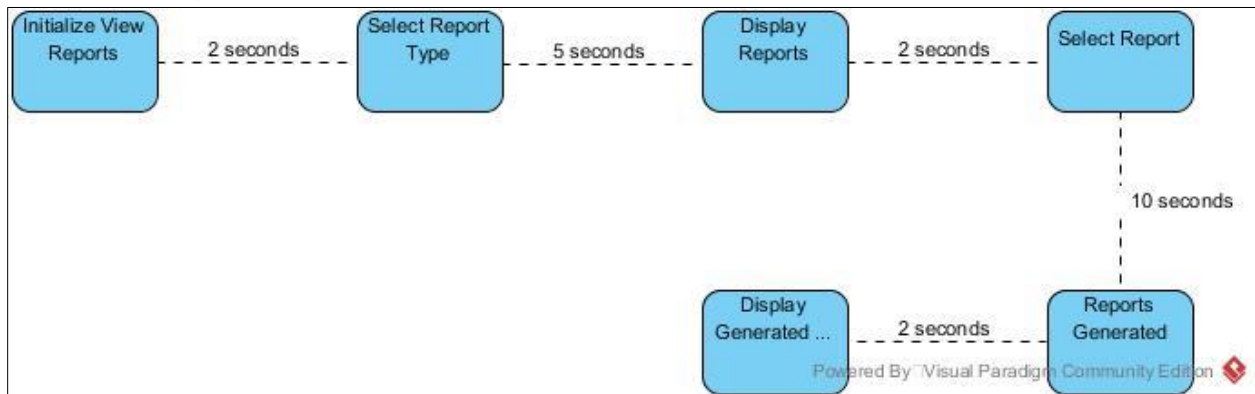 Initialize View
Reports
2 seconds
Select Report
Type
5 seconds
Display
Reports
2 seconds
Select Report
10 seconds
Display
Generated ...
2 seconds
Reports
Generated
Powered By Visual Paradigm Community Edition